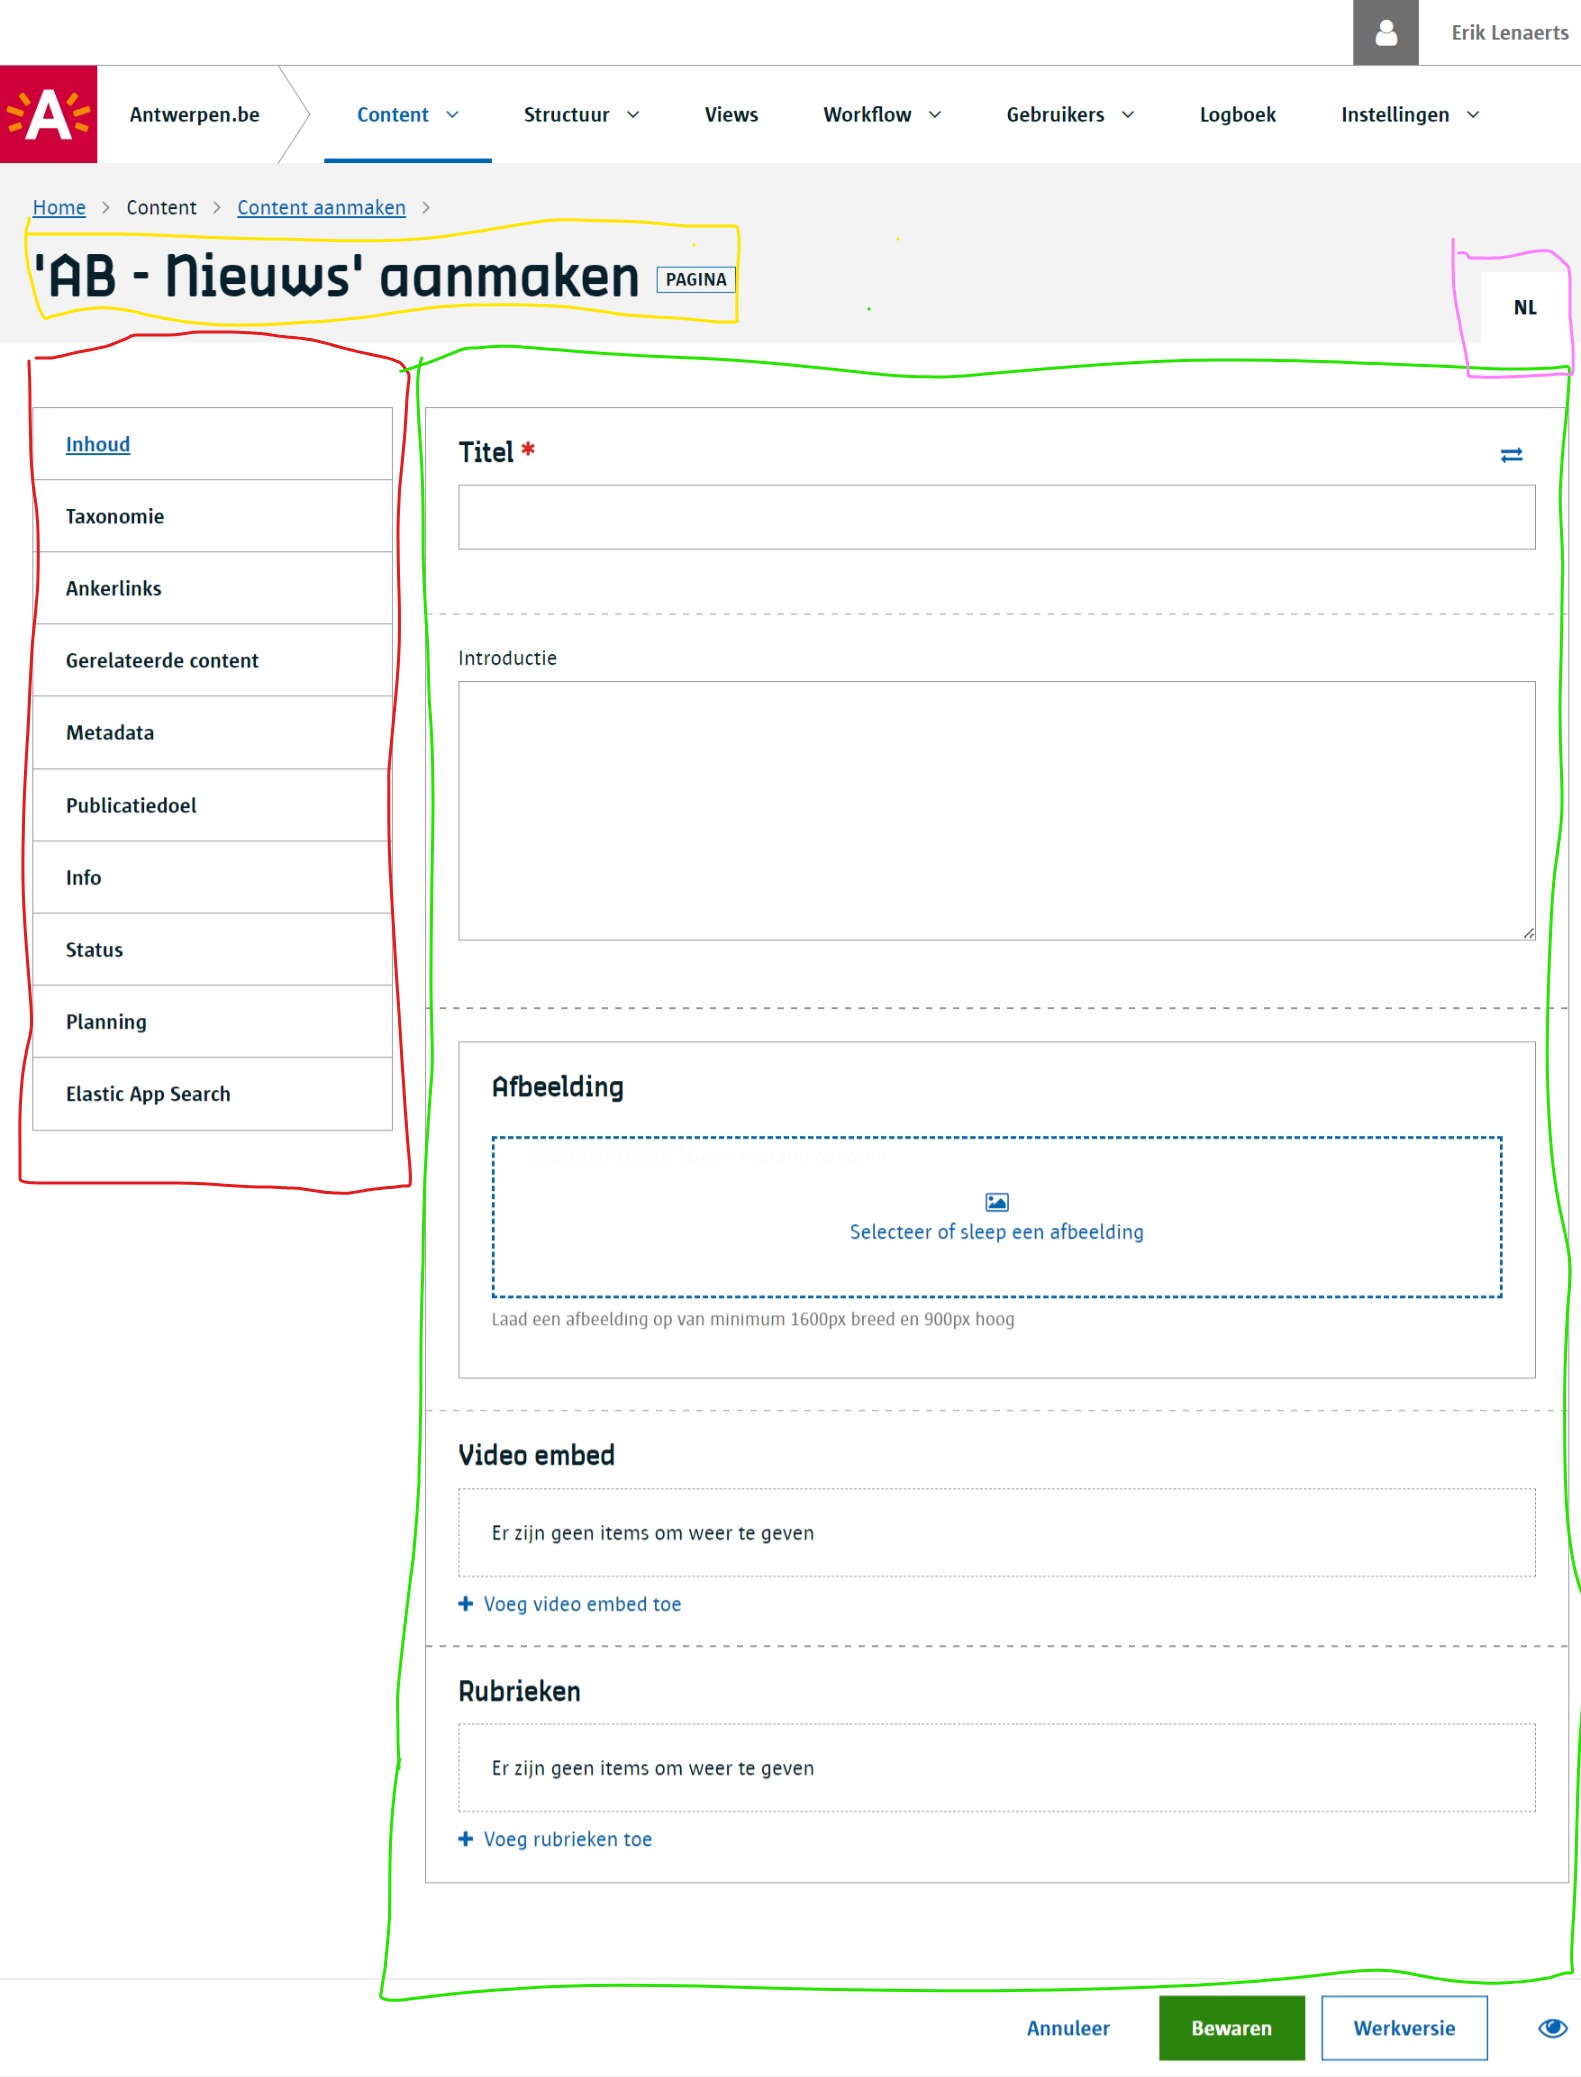 Erik Lenaerts
A Antwerpen.be Content Structuur Views Workflow Gebruikers Logboek Instellingen
Home > Content > Content aanmaken >
'AB - Nieuws' aanmaken PAGINA
NL
Inhoud
Taxonomie
Ankerlinks
Gerelateerde content
Metadata
Publicatiedoel
Info
Status
Planning
Elastic App Search
Titel *
Introductie
Afbeelding
Selecteer of sleep een afbeelding
Laad een afbeelding op van minimum 1600px breed en 900px hoog
Video embed
Er zijn geen items om weer te geven
+ Voeg video embed toe
Rubrieken
Er zijn geen items om weer te geven
+ Voeg rubrieken toe
Annuleer Bewaren Werkversie